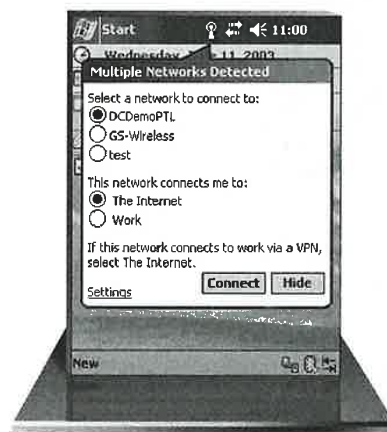 Start 11:00
Wednesday, 11, 2003
Multiple Networks Detected
Select a network to connect to:
DCDemoPTL
GS-Wireless
test
This network connects me to:
The Internet
Work
If this network connects to work via a VPN,
select The Internet.
Settings Connect Hide
New